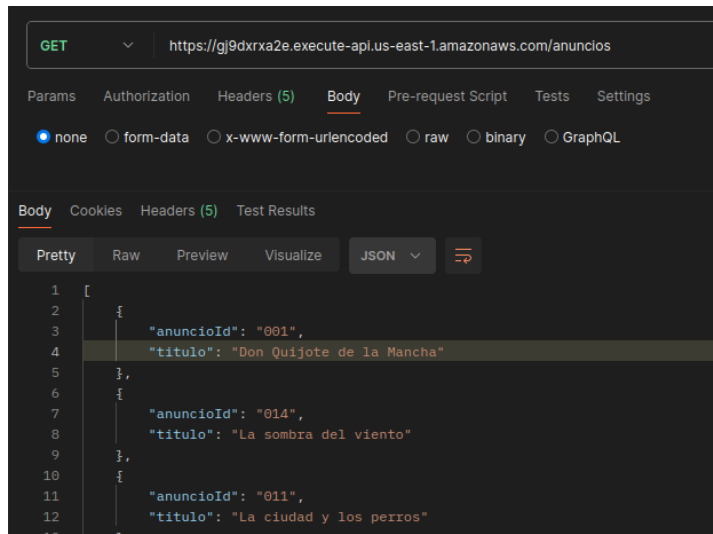 GET https://gj9dxrxa2e.execute-api.us-east-1.amazonaws.com/anuncios
Params Authorization Headers (5) Body Pre-request Script Tests Settings
none form-data x-www-form-urlencoded raw binary GraphQL
Body Cookies Headers (5) Test Results
Pretty Raw Preview Visualize JSON
1 [
2 {
3 "anuncioId": "001",
4 "titulo": "Don Quijote de la Mancha"
5 },
6 {
7 "anuncioId": "014",
8 "titulo": "La sombra del viento"
9 },
10 {
11 "anuncioId": "011",
12 "titulo": "La ciudad y los perros"